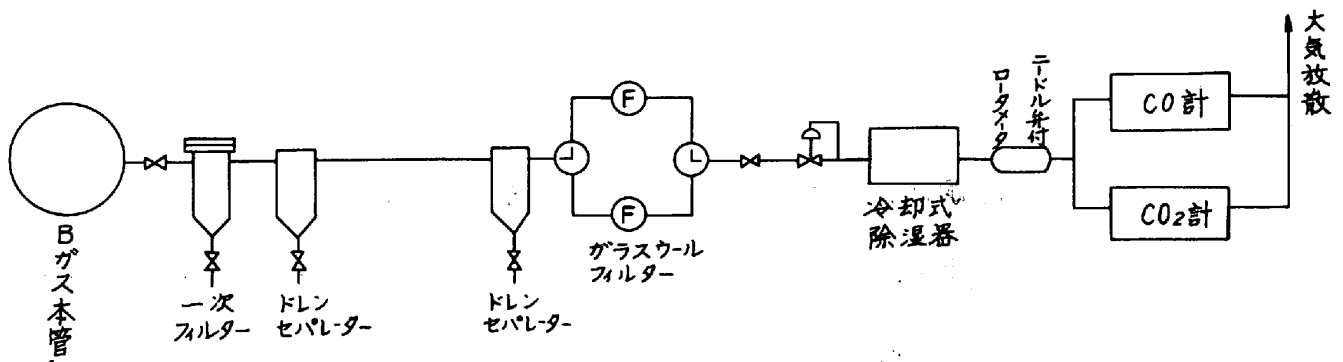 Bガス本管
一次
フィルター
ドレン
セパレーター
ドレン
セパレーター
F
F
ガラスウール
フィルター
冷却式
除湿器
ニードル弁付
ロータメータ
CO計
CO₂計
大気放散